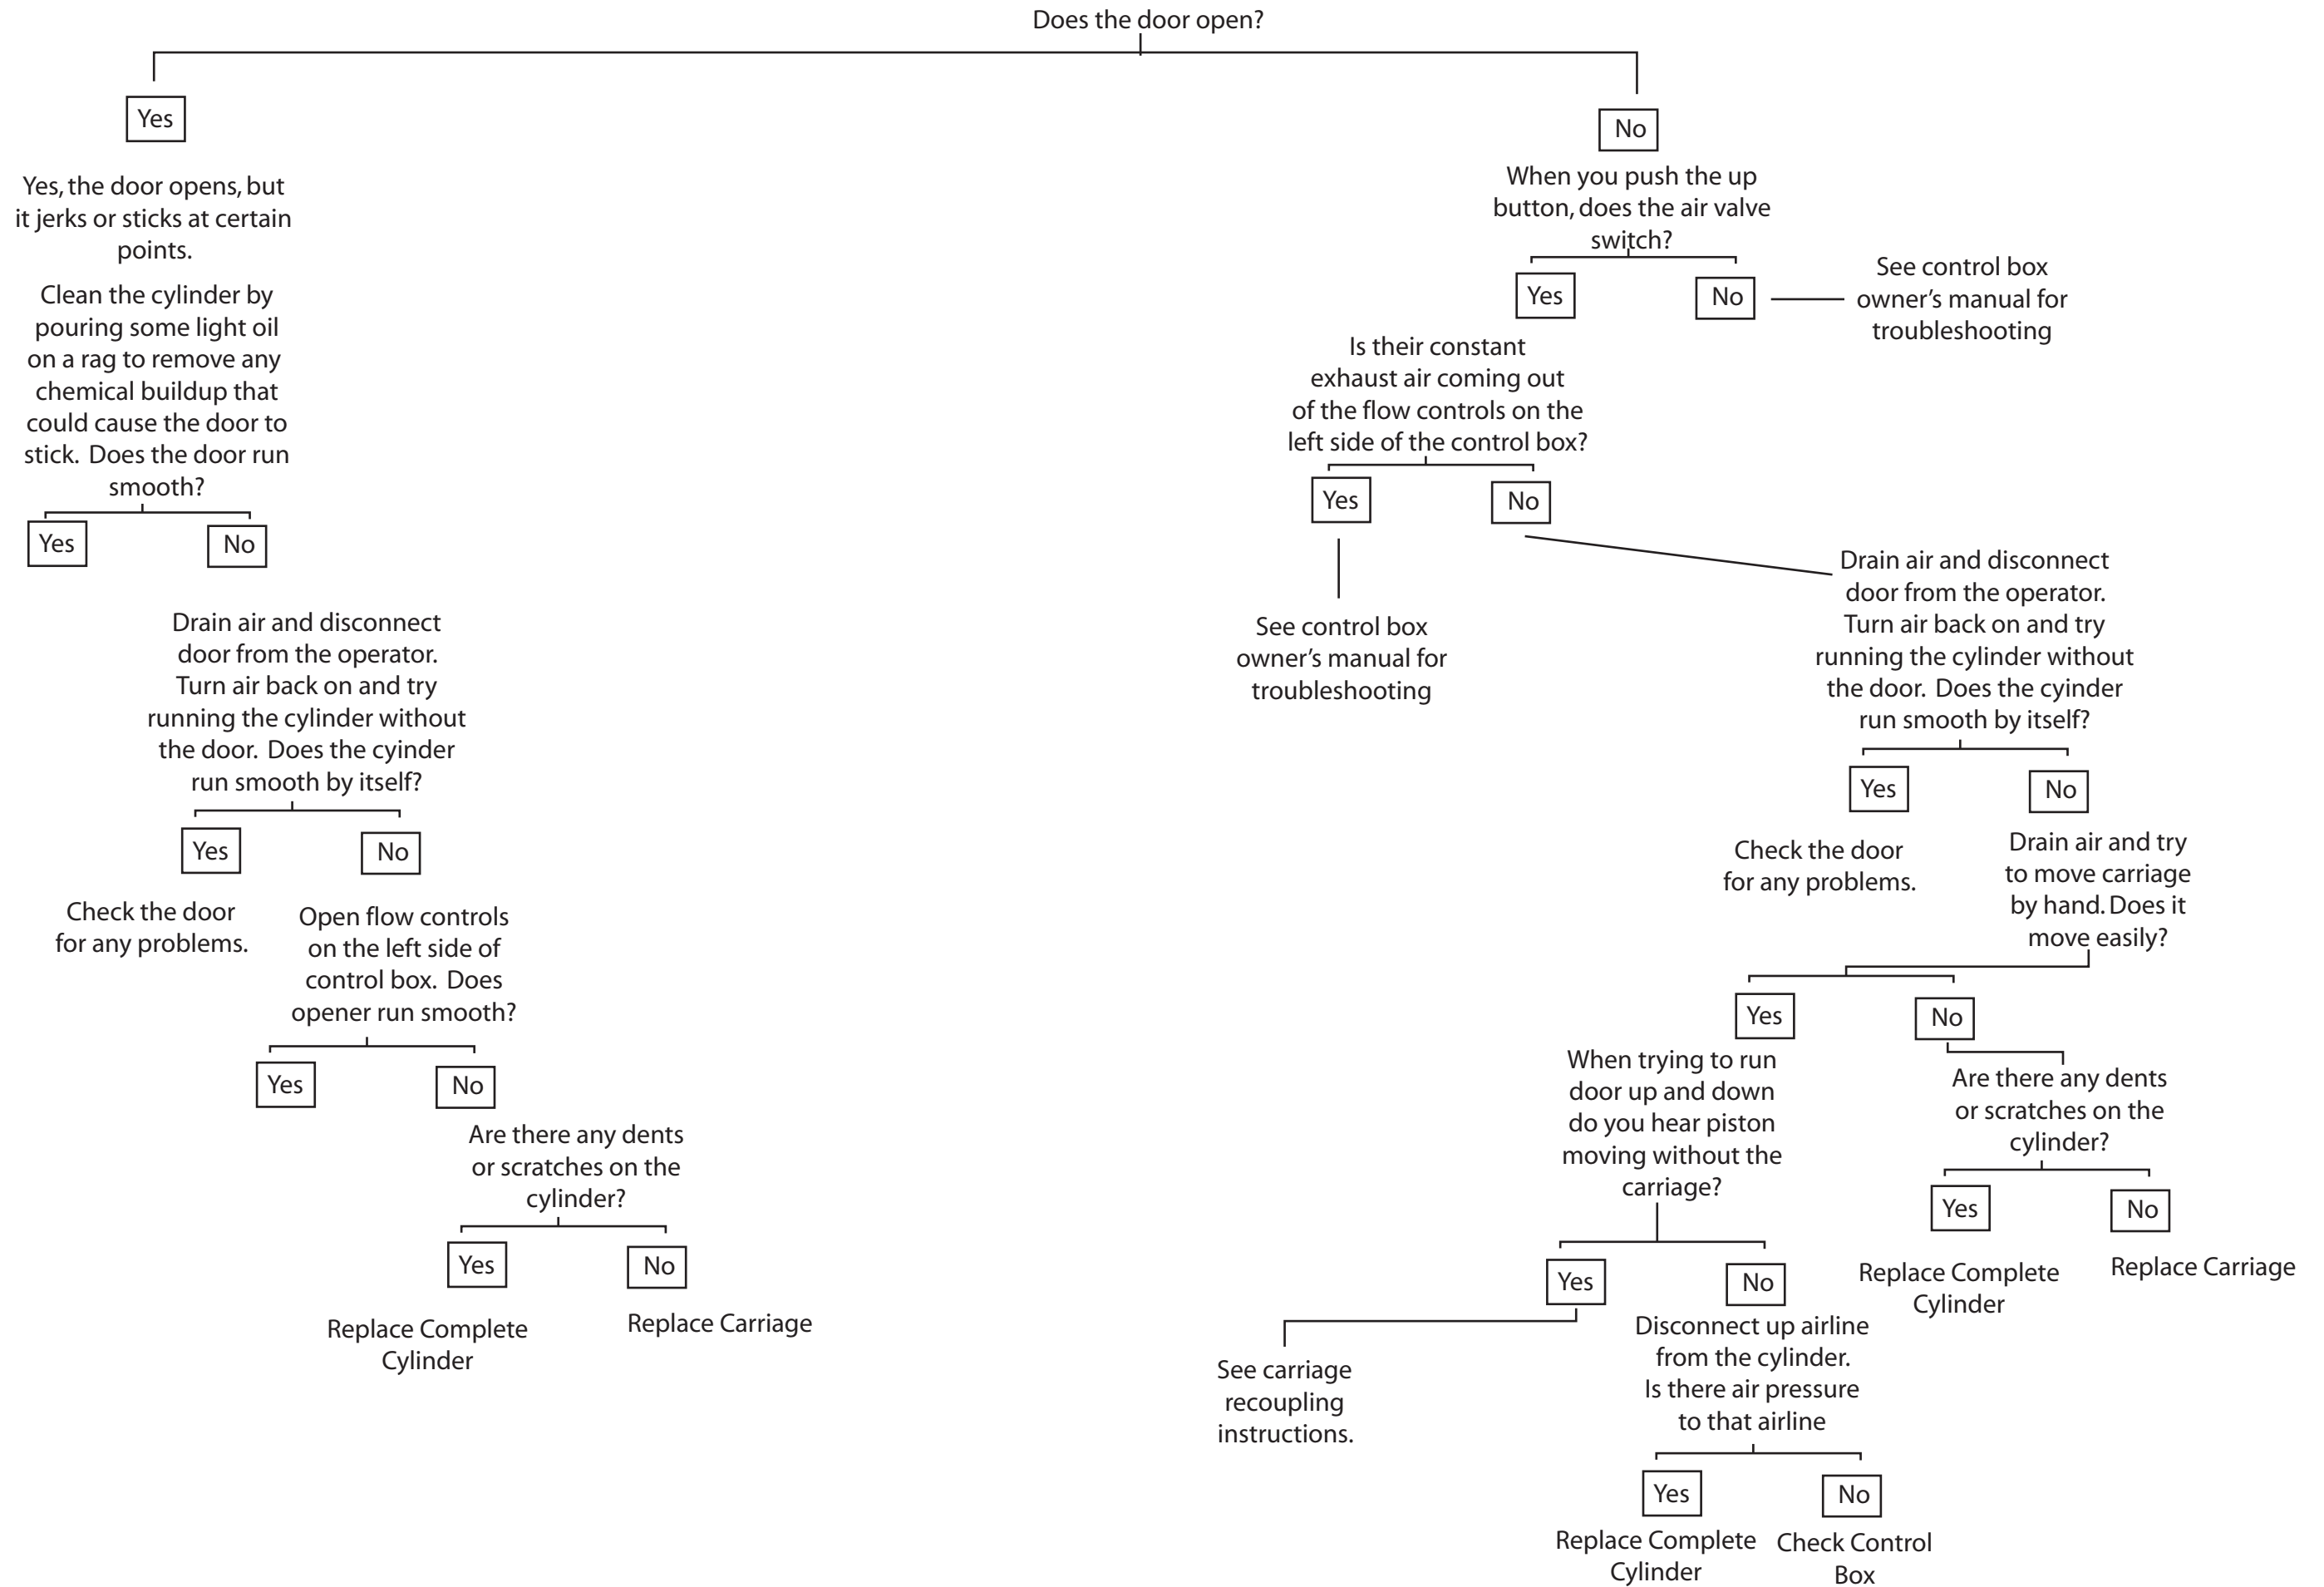 Does the door open?
Yes
Yes, the door opens, but
it jerks or sticks at certain
points.
Clean the cylinder by
pouring some light oil
on a rag to remove any
chemical buildup that
could cause the door to
stick. Does the door run
smooth?
Yes
No
Drain air and disconnect
door from the operator.
Turn air back on and try
running the cylinder without
the door. Does the cyinder
run smooth by itself?
Yes
No
Check the door
for any problems.
Open flow controls
on the left side of
control box. Does
opener run smooth?
Yes
No
Are there any dents
or scratches on the
cylinder?
Yes
No
Replace Complete
Cylinder
Replace Carriage
No
When you push the up
button, does the air valve
switch?
Yes
No
See control box
owner’s manual for
troubleshooting
Is their constant
exhaust air coming out
of the flow controls on the
left side of the control box?
Yes
No
See control box
owner’s manual for
troubleshooting
Drain air and disconnect
door from the operator.
Turn air back on and try
running the cylinder without
the door. Does the cyinder
run smooth by itself?
Yes
No
Check the door
for any problems.
Drain air and try
to move carriage
by hand. Does it
move easily?
Yes
No
When trying to run
door up and down
do you hear piston
moving without the
carriage?
Are there any dents
or scratches on the
cylinder?
Yes
No
Replace Complete
Cylinder
Replace Carriage
Yes
No
See carriage
recoupling
instructions.
Disconnect up airline
from the cylinder.
Is there air pressure
to that airline
Yes
No
Replace Complete
Cylinder
Check Control
Box